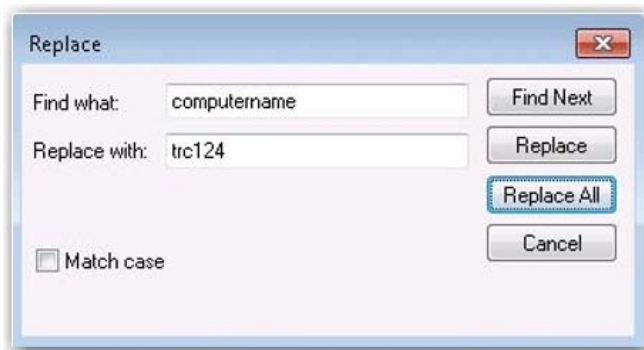 Replace
Find what: computername Find Next
Replace with: trc124 Replace
Replace All
Match case Cancel